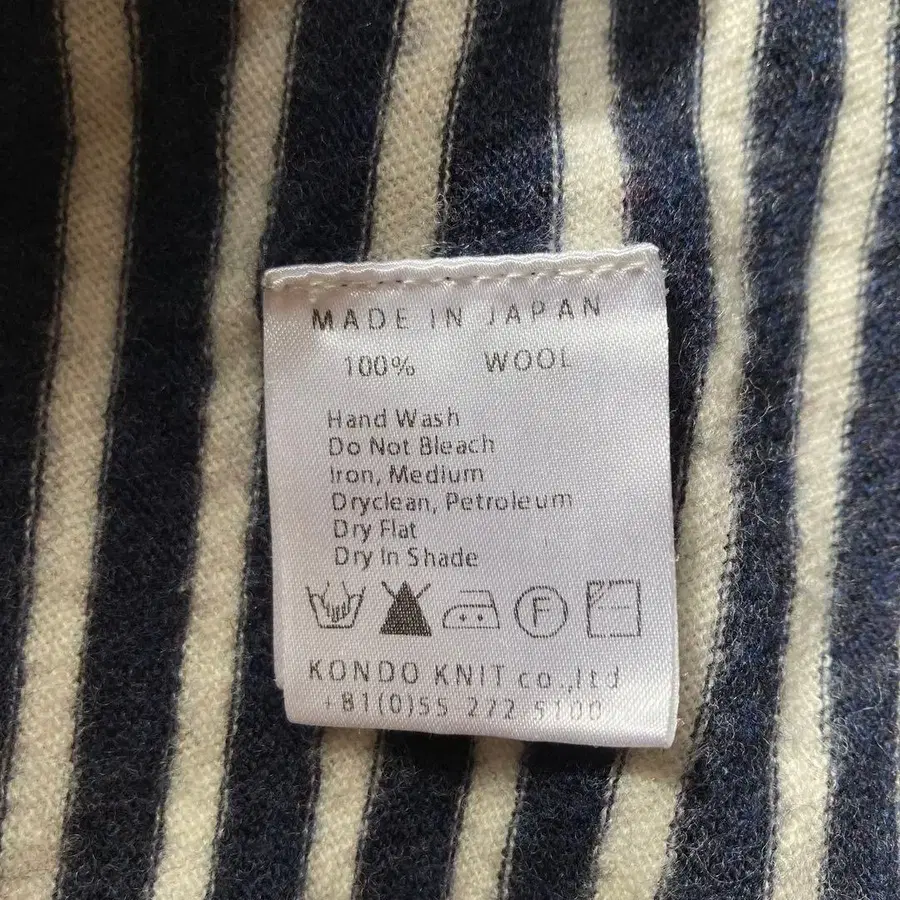 MADE IN JAPAN
100% WOOL
Hand Wash
Do Not Bleach
Iron, Medium
Dryclean, Petroleum
Dry Flat
Dry In Shade
F
KONDO KNIT co.,ltd
+81(0)55 272 5100